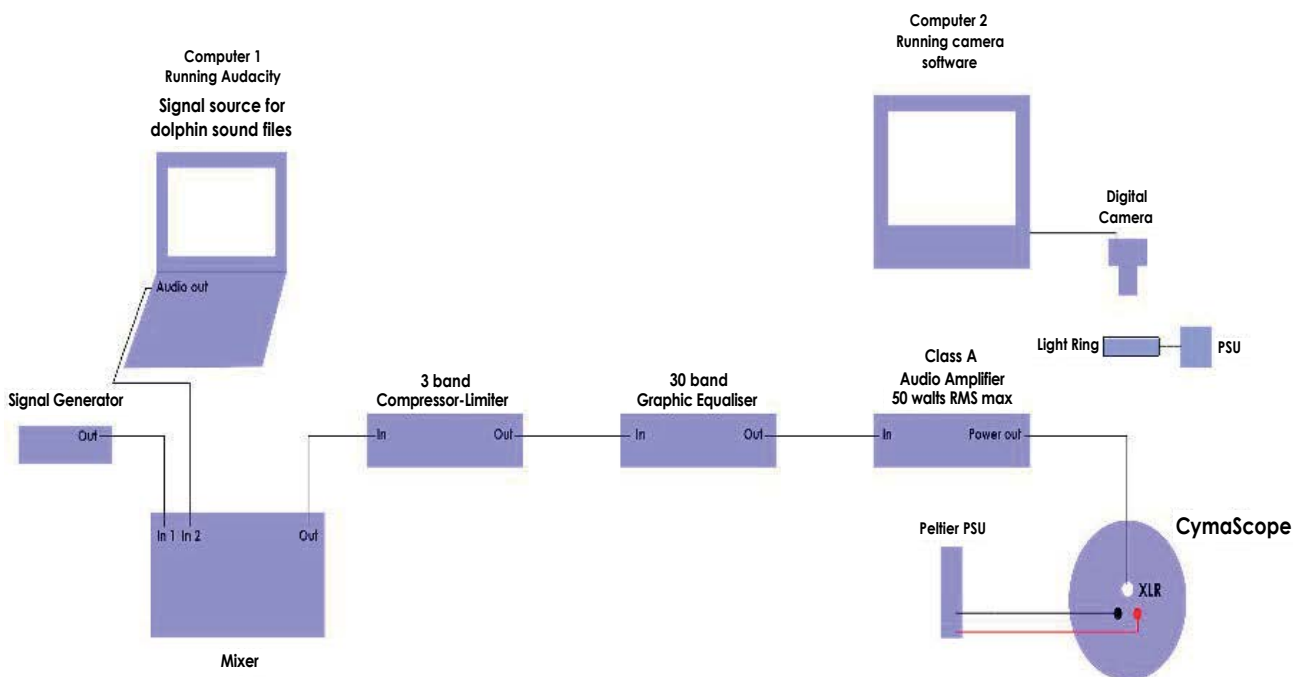 Computer 1
Running Audacity
Signal source for
dolphin sound files
Audio out
Computer 2
Running camera
software
Digital
Camera
Light Ring
PSU
Signal Generator
Out
3 band
Compressor-Limiter
In
Out
30 band
Graphic Equaliser
In
Out
Class A
Audio Amplifier
50 watts RMS max
In
Power out
In 1
In 2
Out
Mixer
Peltier PSU
CymaScope
XLR